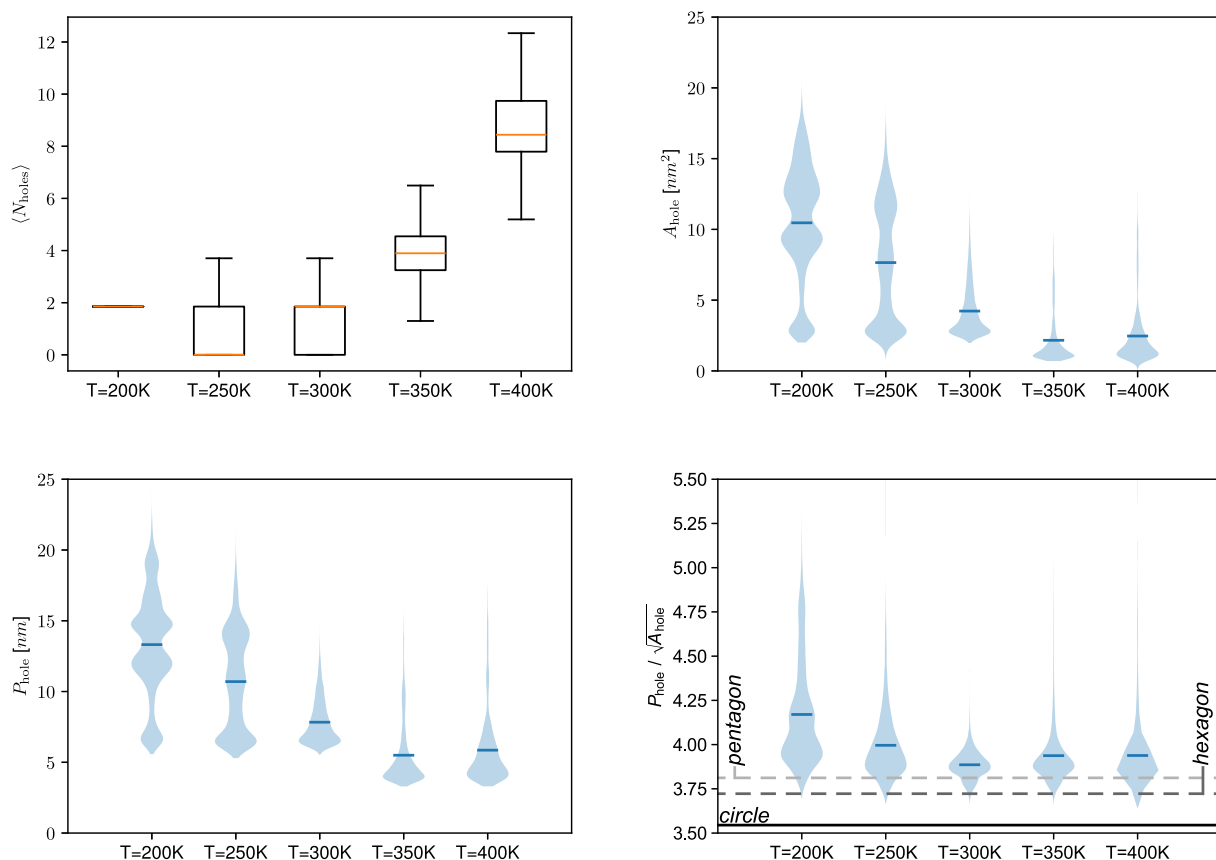 12
10
8
6
4
2
0
⟨N_holes⟩
T=200K T=250K T=300K T=350K T=400K
25
20
15
10
5
0
A_hole [nm²]
T=200K T=250K T=300K T=350K T=400K
25
20
15
10
5
0
P_hole [nm]
T=200K T=250K T=300K T=350K T=400K
5.50
5.25
5.00
4.75
4.50
4.25
4.00
3.75
3.50
P_hole / √A_hole
pentagon
hexagon
circle
T=200K T=250K T=300K T=350K T=400K